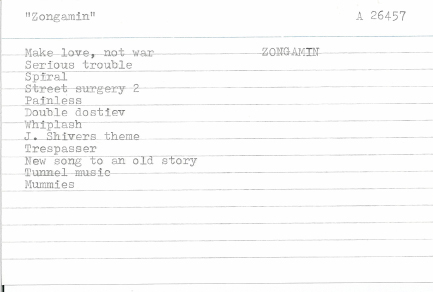 "Zongamin" A 26457
Make love, not war ZONGAMIN
Serious trouble
Spiral
Street surgery 2
Painless
Double dostiev
Whiplash
J. Shivers theme
Trespasser
New song to an old story
Tunnel music
Mummies